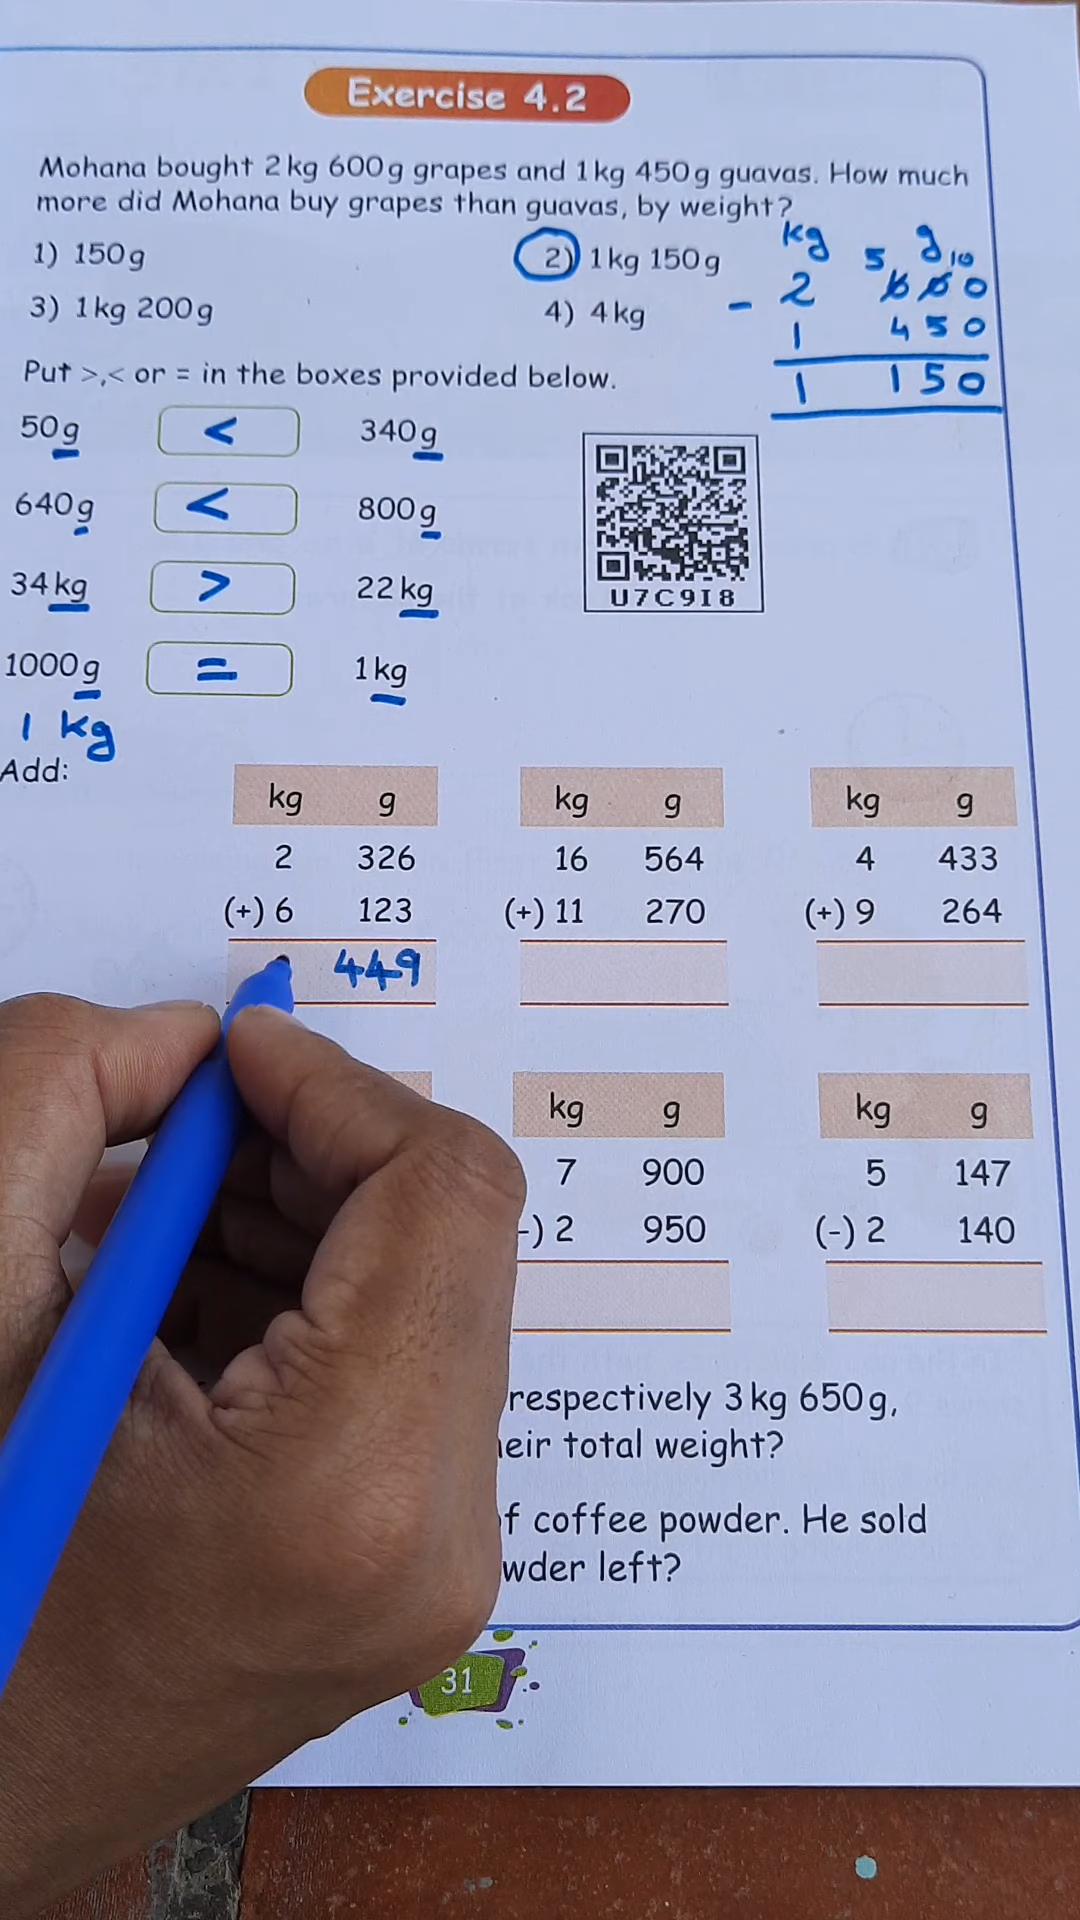 Exercise 4.2
Mohana bought 2 kg 600 g grapes and 1 kg 450 g guavas. How much
more did Mohana buy grapes than guavas, by weight?
1) 150 g
2) 1 kg 150 g
3) 1 kg 200 g
4) 4 kg
kg g
5 10
2 600
- 1 450
1 150
Put >,< or = in the boxes provided below.
50 g < 340 g
640 g < 800 g
34 kg > 22 kg
1000 g = 1 kg
1 kg
U7C9I8
Add:
kg g kg g kg g
2 326 16 564 4 433
(+) 6 123 (+) 11 270 (+) 9 264
449
kg g kg g
7 900 5 147
-) 2 950 (-) 2 140
respectively 3 kg 650 g,
eir total weight?
f coffee powder. He sold
wder left?
31